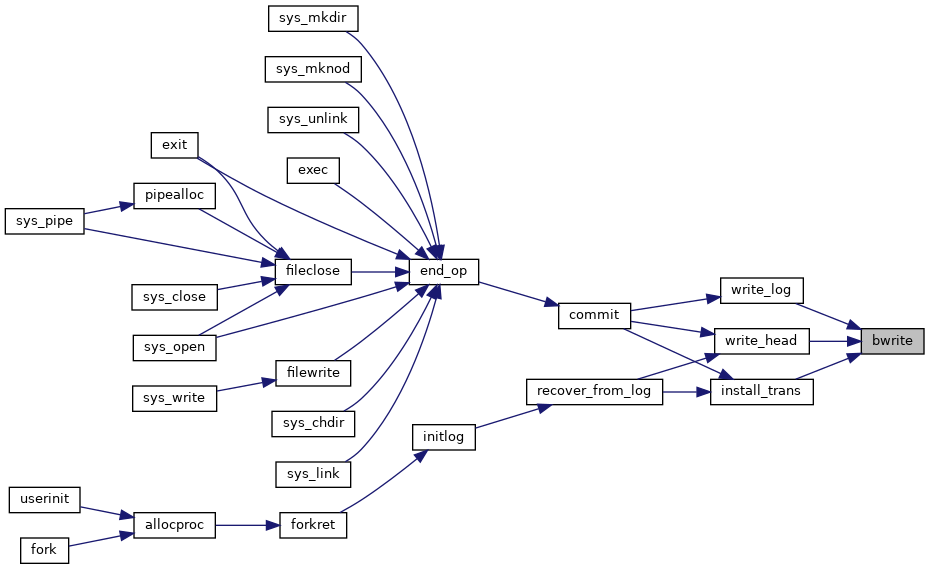 sys_mkdir
sys_mknod
sys_unlink
exit
exec
pipealloc
sys_pipe
fileclose
end_op
sys_close
write_log
commit
sys_open
write_head
bwrite
filewrite
sys_write
recover_from_log
install_trans
sys_chdir
initlog
sys_link
userinit
allocproc
forkret
fork